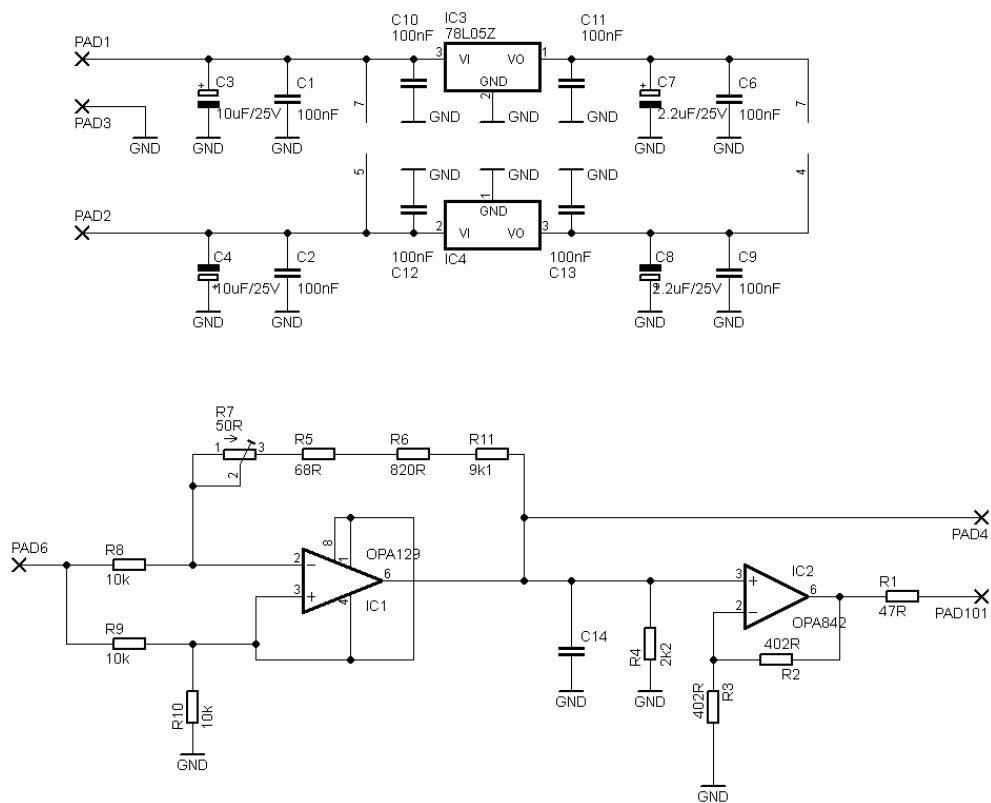 C10
100nF
IC3
78L05Z
C11
100nF
PAD1
3
VI
VO
1
GND
2
C3
10uF/25V
C1
100nF
7
GND
GND
GND
C7
2.2uF/25V
C6
100nF
7
PAD3
GND
GND
GND
GND
GND
5
GND
GND
GND
4
1
GND
PAD2
2
VI
VO
3
100nF
C12
IC4
100nF
C13
C4
10uF/25V
C2
100nF
C8
2.2uF/25V
C9
100nF
GND
GND
GND
GND
R7
50R
1
3
2
R5
68R
R6
820R
R11
9k1
PAD4
PAD6
R8
10k
2
8
1
OPA129
6
3
4
IC1
R9
10k
R10
10k
GND
C14
GND
R4
2k2
GND
3
2
IC2
6
OPA842
R1
47R
PAD101
402R
R2
402R
R3
GND